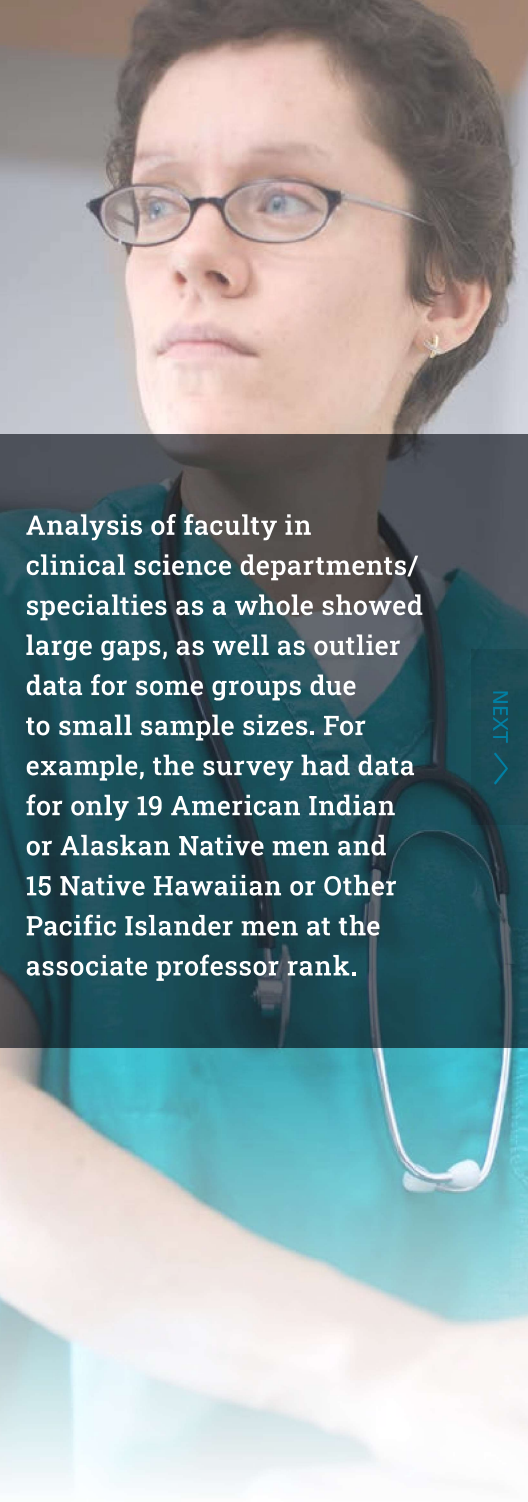 Analysis of faculty in
clinical science departments/
specialties as a whole showed
large gaps, as well as outlier
data for some groups due
to small sample sizes. For
example, the survey had data
for only 19 American Indian
or Alaskan Native men and
15 Native Hawaiian or Other
Pacific Islander men at the
associate professor rank.
NEXT